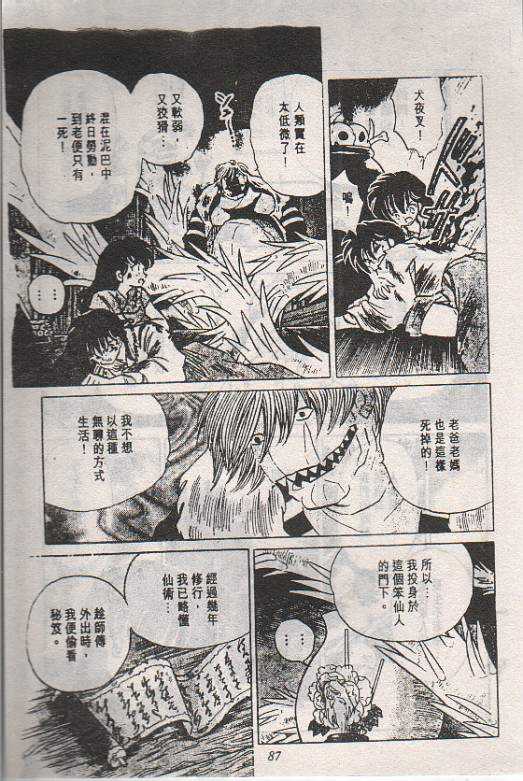 犬夜叉！
嗚！
人類實在
太低微了！
又軟弱，
又狡猾…
混在泥巴中
終日勞動，
到老便只有
一死！
……
老爸老媽
也是這樣
死掉的！
我不想
以這種
無聊的方式
生活！
所以…
我投身於
這個笨仙人
的門下。
……
經過幾年
修行，
我已略懂
仙術…
趁師傅
外出時，
我便偷看
秘笈。
87